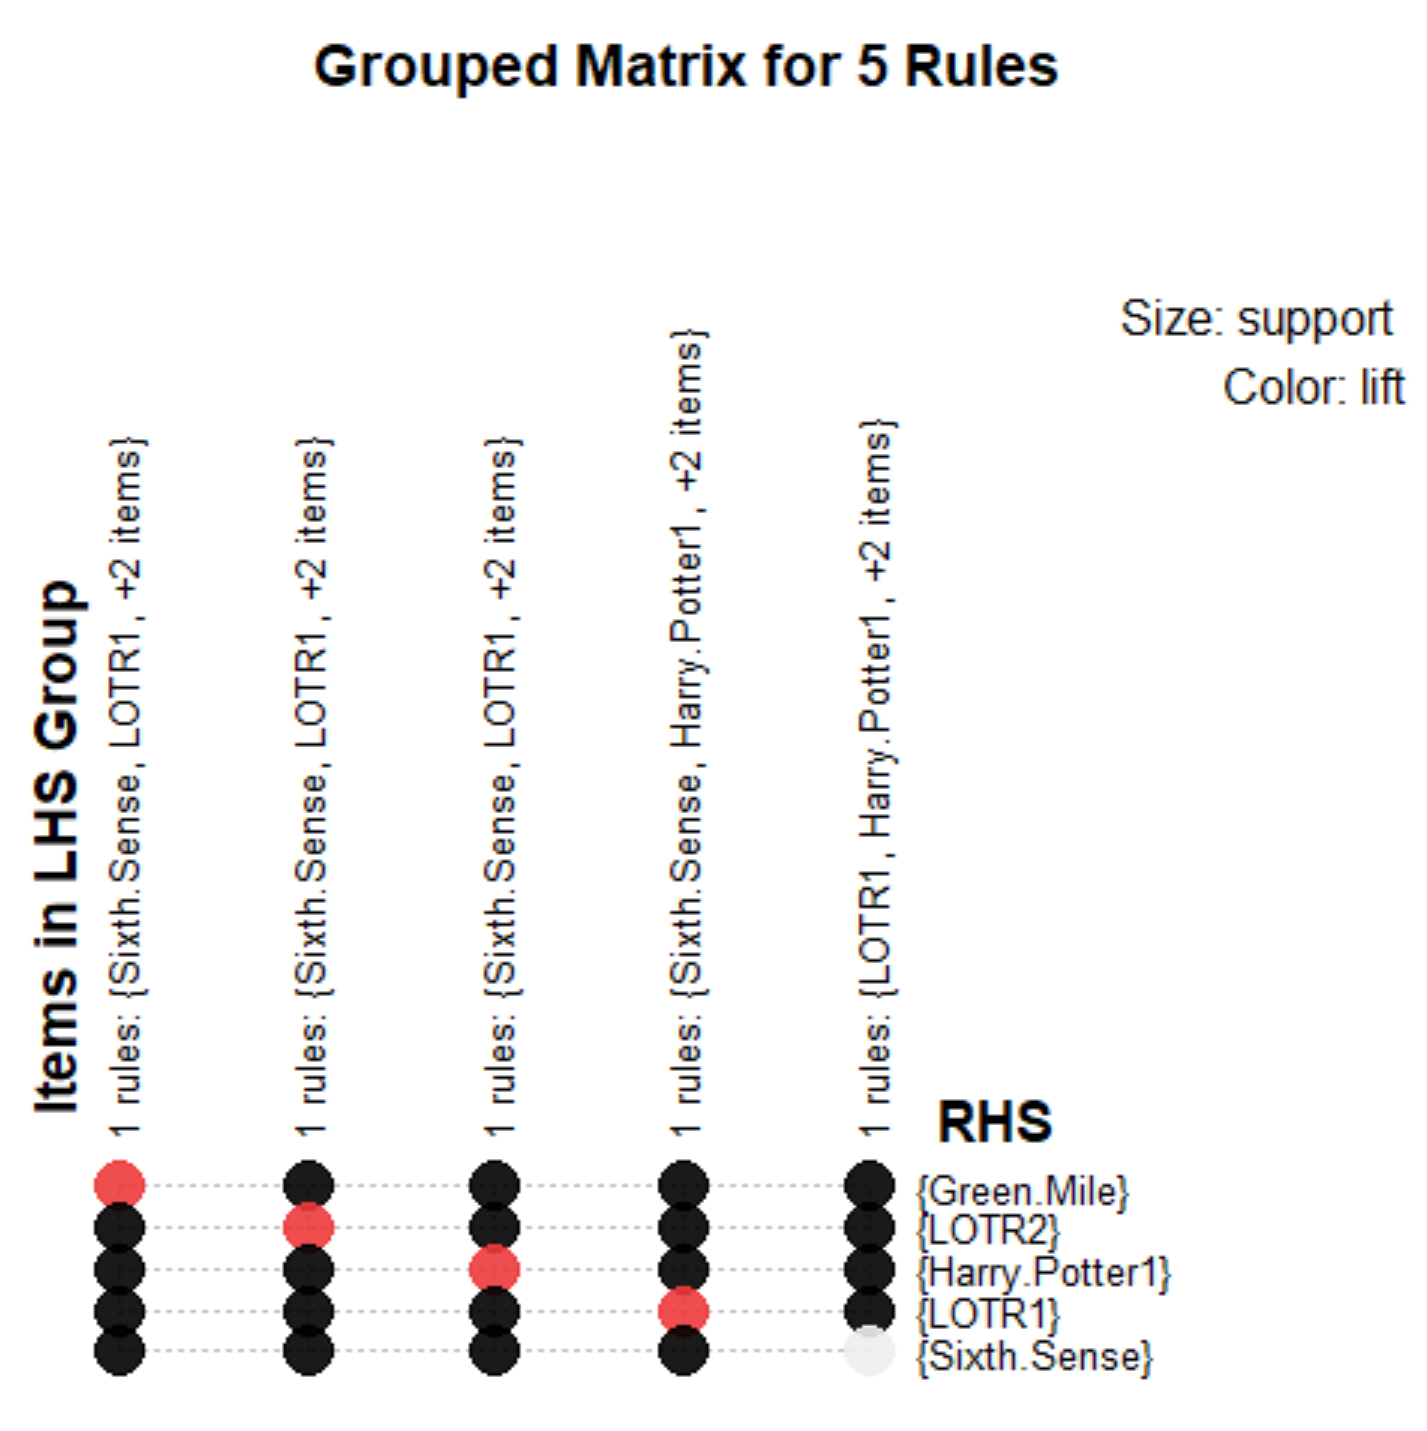 Grouped Matrix for 5 Rules
Size: support
Color: lift
Items in LHS Group
1 rules: {Sixth.Sense, LOTR1, +2 items}
1 rules: {Sixth.Sense, LOTR1, +2 items}
1 rules: {Sixth.Sense, LOTR1, +2 items}
1 rules: {Sixth.Sense, Harry.Potter1, +2 items}
1 rules: {LOTR1, Harry.Potter1, +2 items}
RHS
{Green.Mile}
{LOTR2}
{Harry.Potter1}
{LOTR1}
{Sixth.Sense}